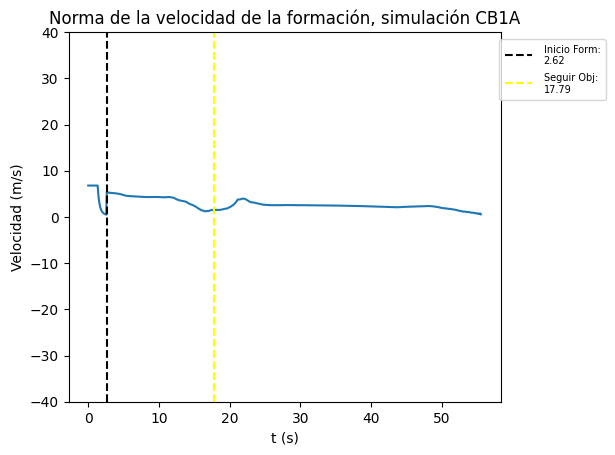 Norma de la velocidad de la formación, simulación CB1A
Inicio Form:
2.62
Seguir Obj:
17.79
Velocidad (m/s)
40
30
20
10
0
−10
−20
−30
−40
0 10 20 30 40 50
t (s)